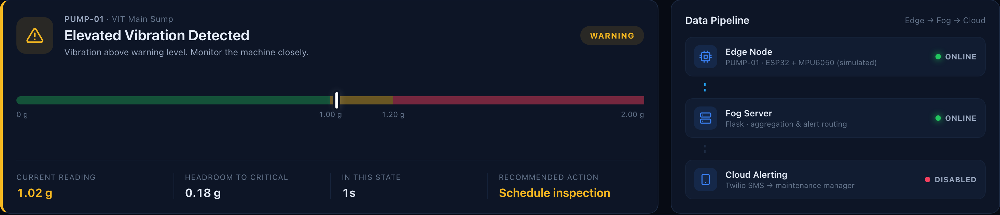 PUMP-01 · VIT Main Sump
Elevated Vibration Detected
Vibration above warning level. Monitor the machine closely.
WARNING
0 g
1.00 g
1.20 g
2.00 g
CURRENT READING
1.02 g
HEADROOM TO CRITICAL
0.18 g
IN THIS STATE
1s
RECOMMENDED ACTION
Schedule inspection
Data Pipeline
Edge → Fog → Cloud
Edge Node
PUMP-01 · ESP32 + MPU6050 (simulated)
ONLINE
Fog Server
Flask · aggregation & alert routing
ONLINE
Cloud Alerting
Twilio SMS → maintenance manager
DISABLED